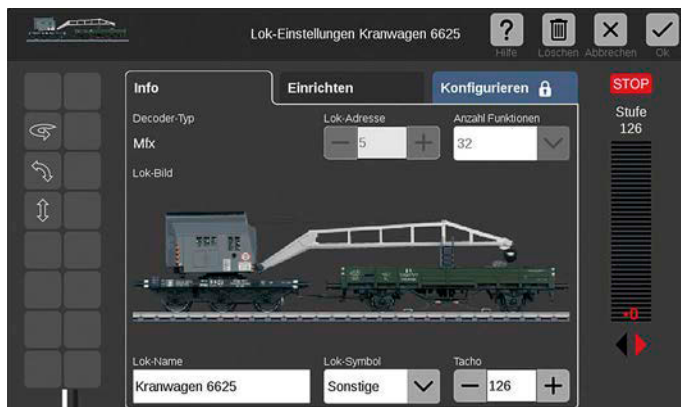 Lok-Einstellungen Kranwagen 6625
?
Hilfe
Löschen
Abbrechen
Ok
Info
Einrichten
Konfigurieren
STOP
Decoder-Typ
Lok-Adresse
Anzahl Funktionen
Stufe
126
Mfx
5
32
Lok-Bild
0
Lok-Name
Lok-Symbol
Tacho
Kranwagen 6625
Sonstige
126